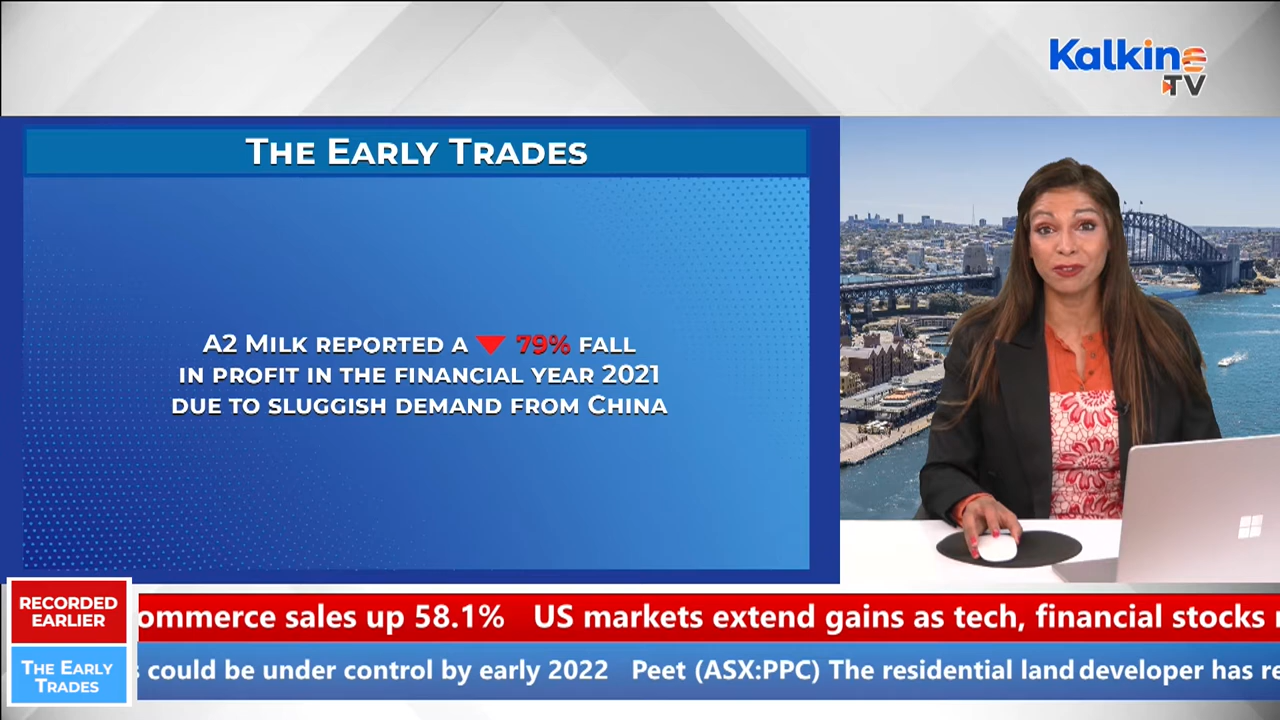 Kalkine
TV
THE EARLY TRADES
A2 MILK REPORTED A ▼ 79% FALL
IN PROFIT IN THE FINANCIAL YEAR 2021
DUE TO SLUGGISH DEMAND FROM CHINA
RECORDED
EARLIER
ommerce sales up 58.1% US markets extend gains as tech, financial stocks
THE EARLY
TRADES
s could be under control by early 2022 Peet (ASX:PPC) The residential land developer has re